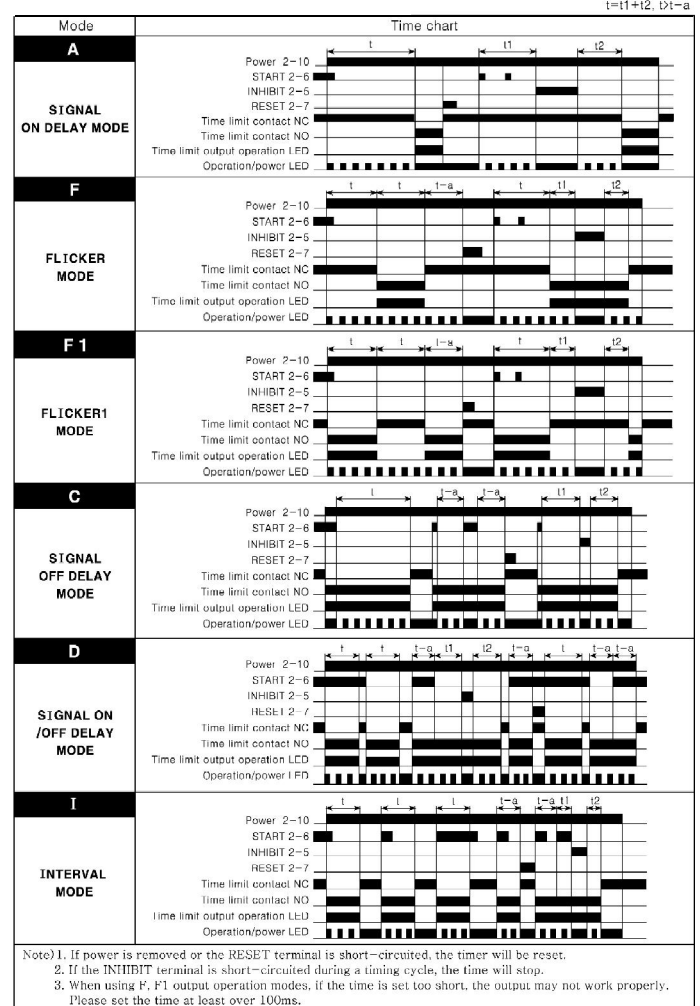 t=t1+t2, t>t-a
Mode Time chart
A
SIGNAL
ON DELAY MODE
t t1 t2
Power 2-10
START 2-6
INHIBIT 2-5
RESET 2-7
Time limit contact NC
Time limit contact NO
Time limit output operation LED
Operation/power LED
F
FLICKER
MODE
t t t-a t t1 t2
Power 2-10
START 2-6
INHIBIT 2-5
RESET 2-7
Time limit contact NC
Time limit contact NO
Time limit output operation LED
Operation/power LED
F1
FLICKER1
MODE
t t t-a t t1 t2
Power 2-10
START 2-6
INHIBIT 2-5
RESET 2-7
Time limit contact NC
Time limit contact NO
Time limit output operation LED
Operation/power LED
C
SIGNAL
OFF DELAY
MODE
t t-a t-a t1 t2
Power 2-10
START 2-6
INHIBIT 2-5
RESET 2-7
Time limit contact NC
Time limit contact NO
Time limit output operation LED
Operation/power LED
D
SIGNAL ON
/OFF DELAY
MODE
t t t-a t1 t2 t-a t t-a t-a
Power 2-10
START 2-6
INHIBIT 2-5
RESET 2-7
Time limit contact NC
Time limit contact NO
Time limit output operation LED
Operation/power LED
I
INTERVAL
MODE
t t t t-a t-a t1 t2
Power 2-10
START 2-6
INHIBIT 2-5
RESET 2-7
Time limit contact NC
Time limit contact NO
Time limit output operation LED
Operation/power LED
Note)1. If power is removed or the RESET terminal is short-circuited, the timer will be reset.
2. If the INHIBIT terminal is short-circuited during a timing cycle, the time will stop.
3. When using F, F1 output operation modes, if the time is set too short, the output may not work properly.
Please set the time at least over 100ms.